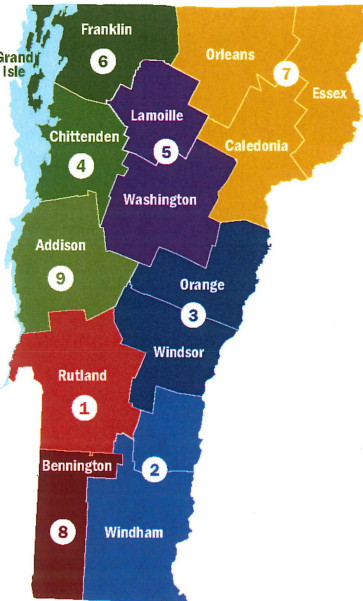 Franklin
Grand
Isle
6
Orleans
7
Essex
Lamoille
Chittenden
4
5
Caledonia
Washington
Addison
9
Orange
3
Windsor
Rutland
1
Bennington
2
8
Windham